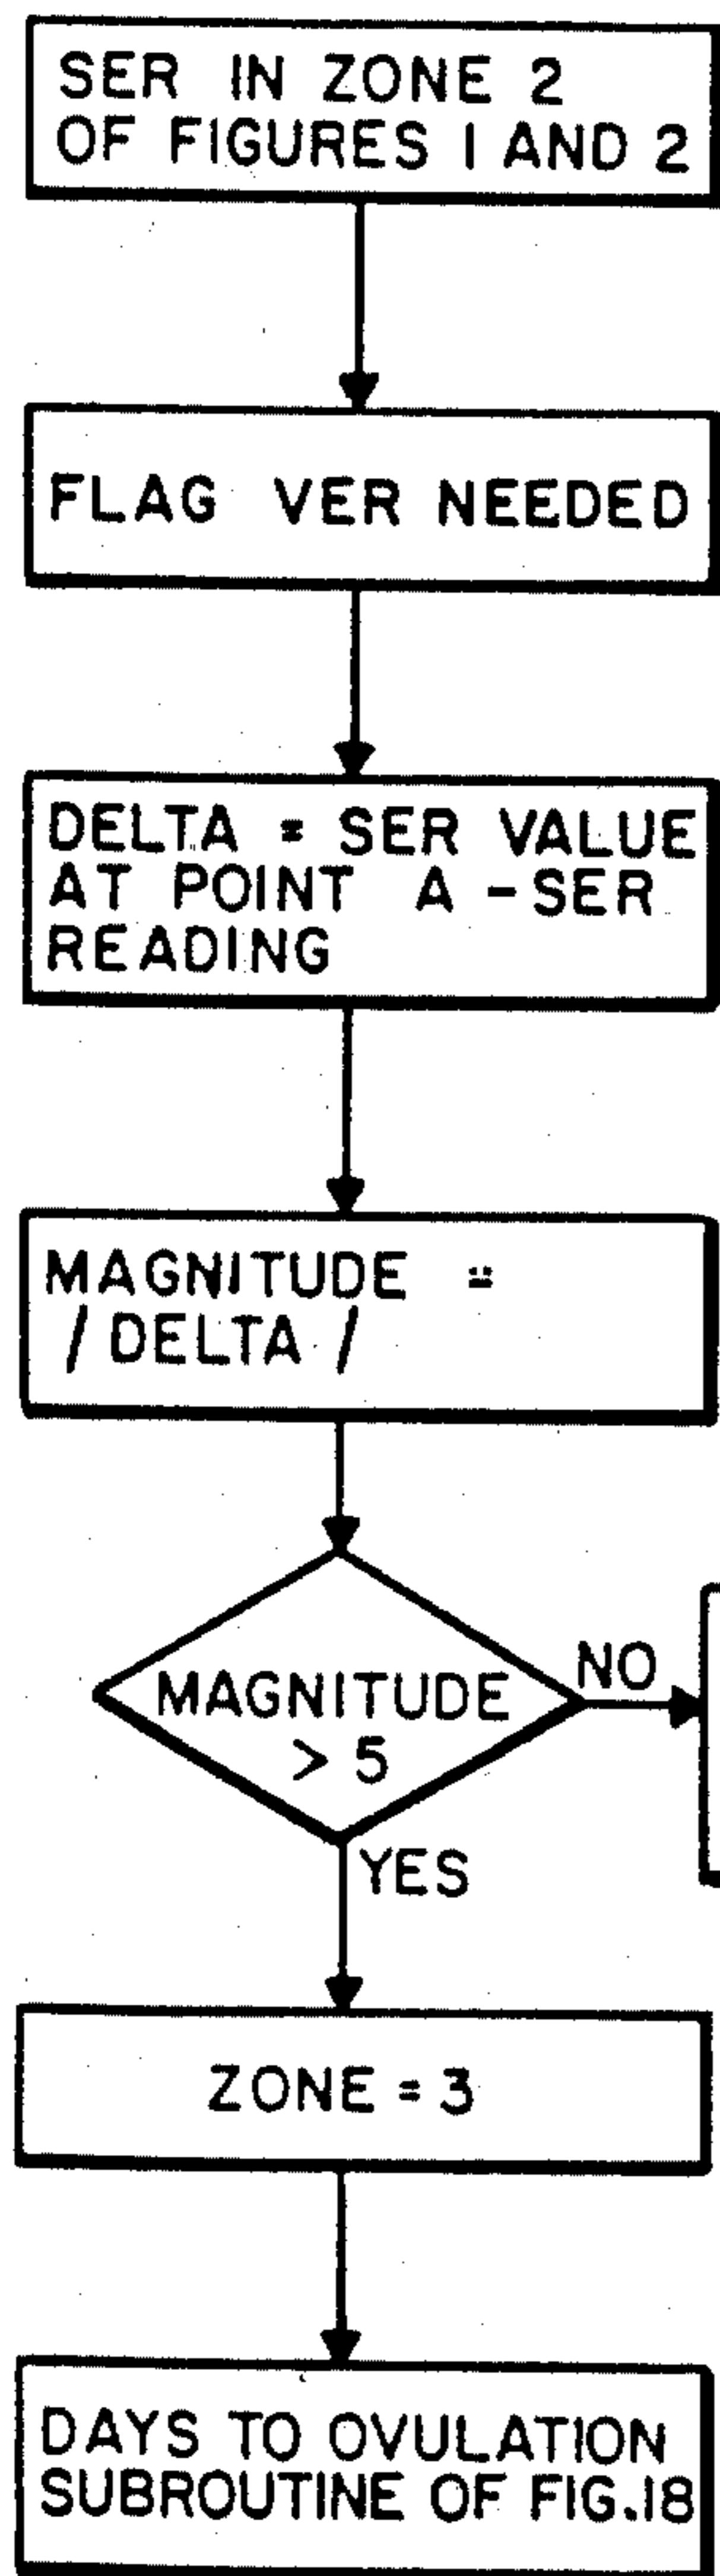 SER IN ZONE 2
OF FIGURES 1 AND 2
FLAG VER NEEDED
DELTA = SER VALUE
AT POINT A - SER
READING
MAGNITUDE =
/ DELTA /
MAGNITUDE
> 5
NO
YES
ZONE = 3
DAYS TO OVULATION
SUBROUTINE OF FIG.18